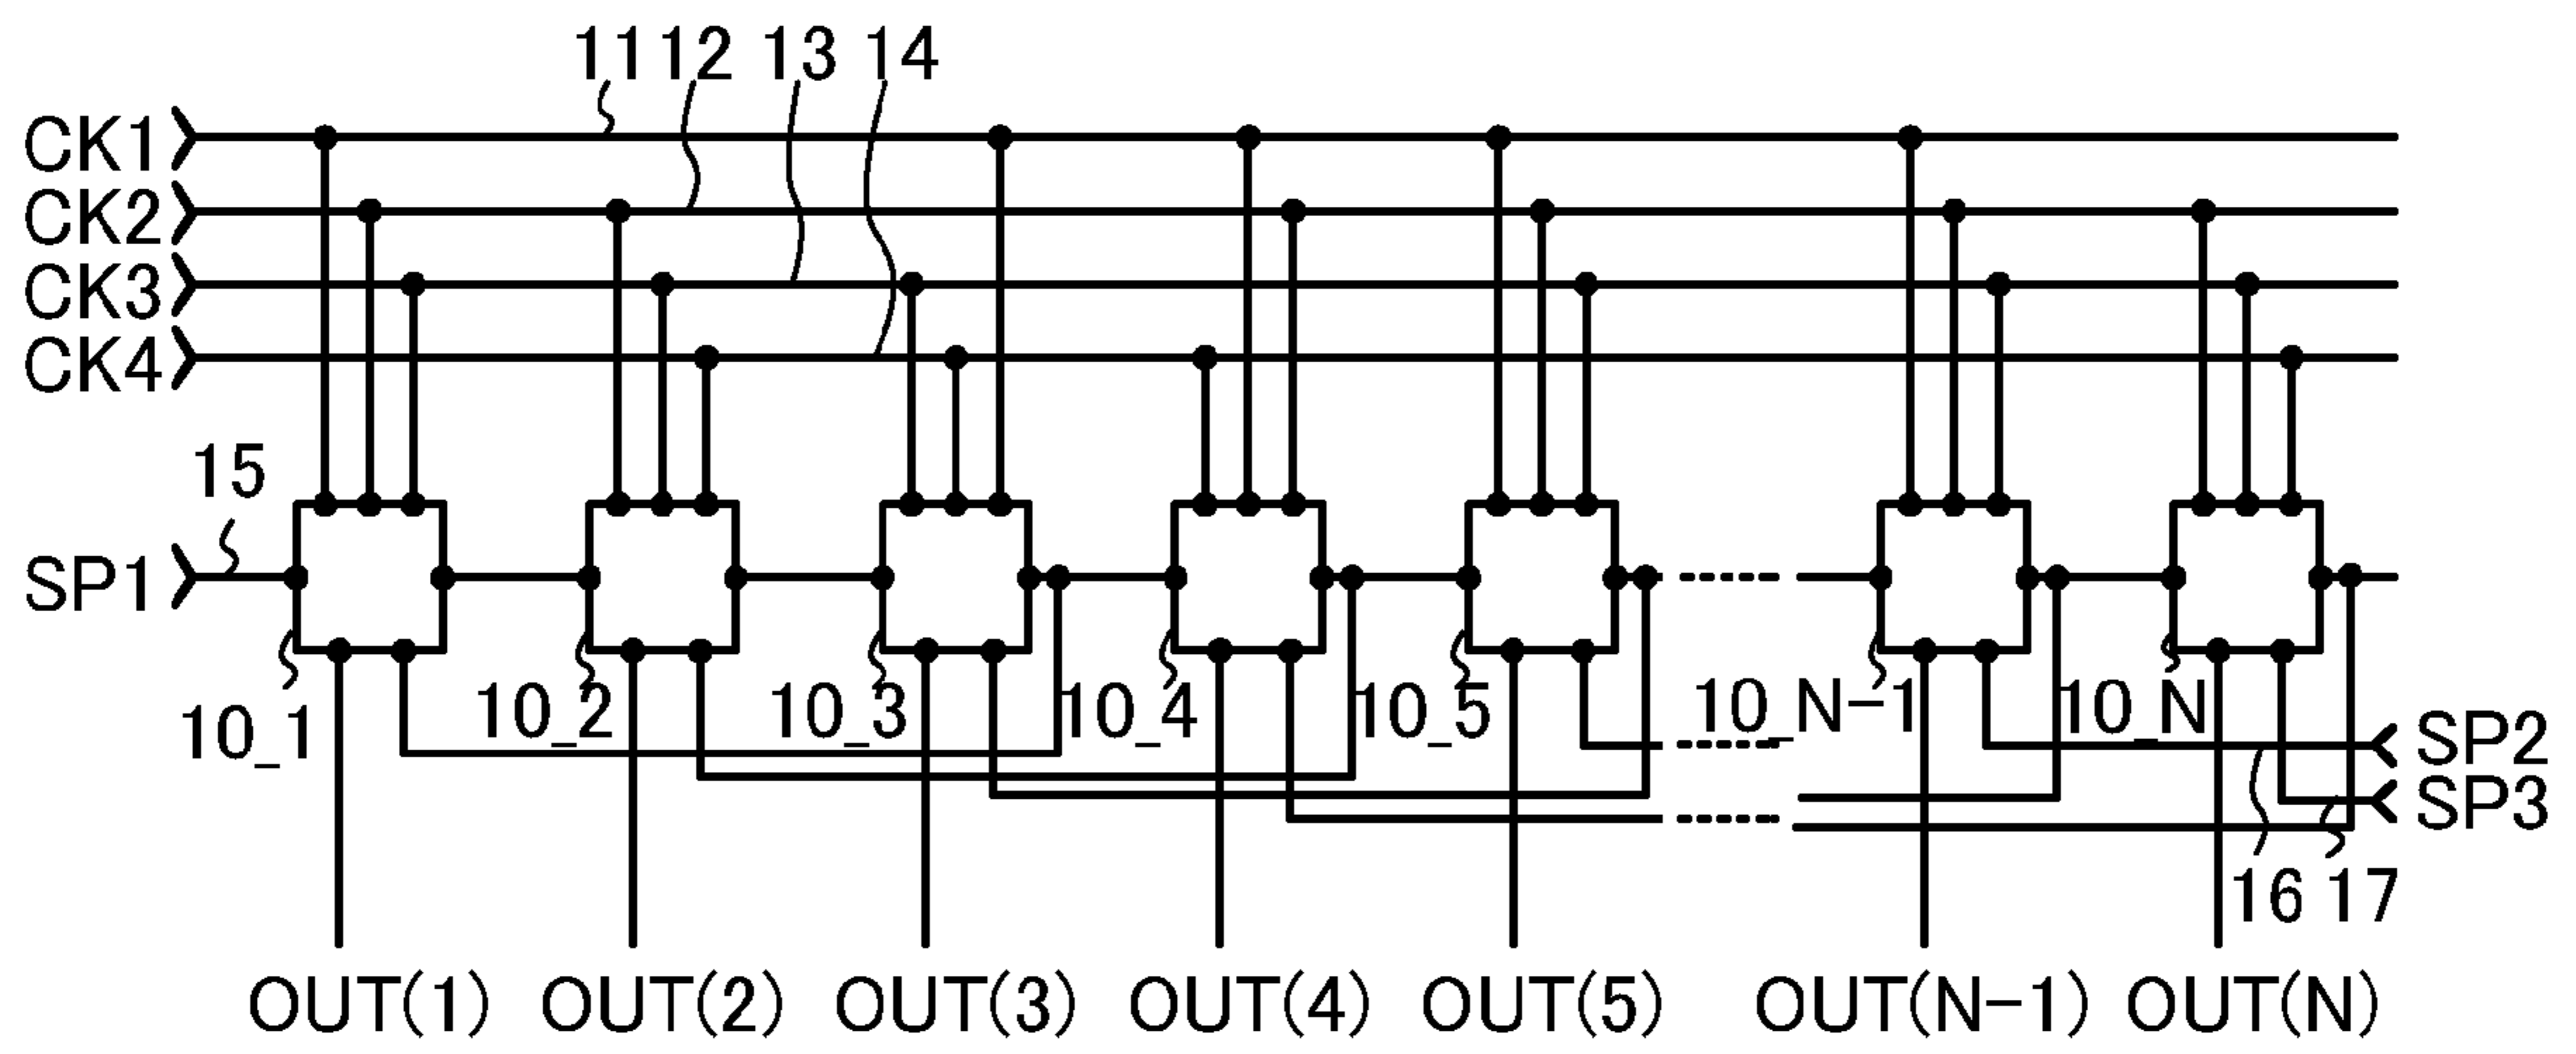 11 12 13 14
CK1
CK2
CK3
CK4
15
SP1
10_1 10_2 10_3 10_4 10_5 10_N-1 10_N
SP2
SP3
16 17
OUT(1) OUT(2) OUT(3) OUT(4) OUT(5) OUT(N-1) OUT(N)